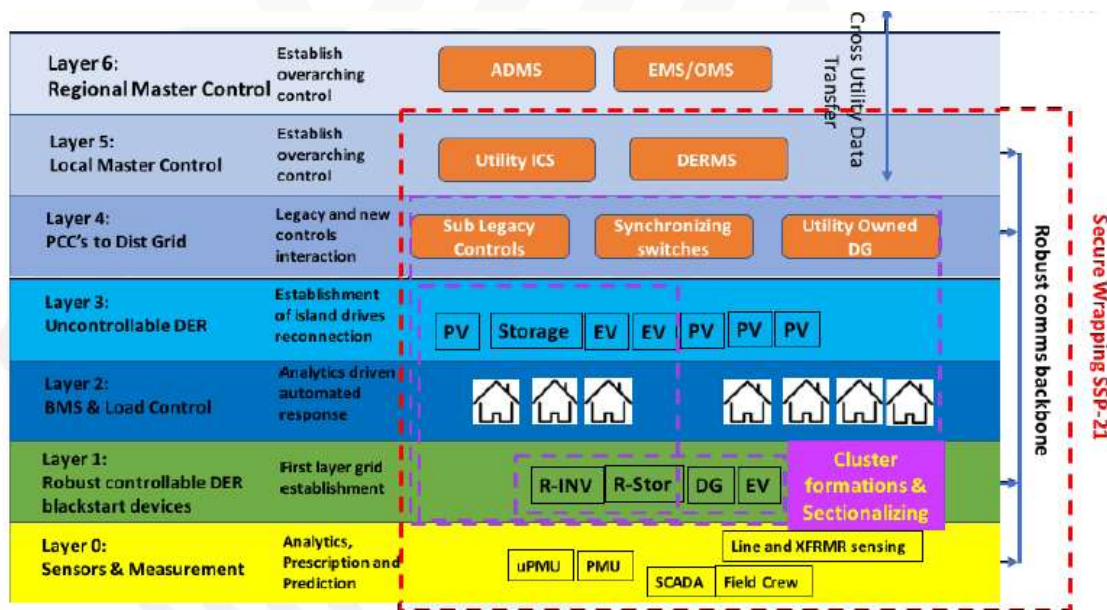 Layer 6:
Regional Master Control
Establish
overarching
control
ADMS
EMS/OMS
Cross Utility Data
Transfer
Layer 5:
Local Master Control
Establish
overarching
control
Utility ICS
DERMS
Layer 4:
PCC's to Dist Grid
Legacy and new
controls
interaction
Sub Legacy
Controls
Synchronizing
switches
Utility Owned
DG
Layer 3:
Uncontrollable DER
Establishment
of island drives
reconnection
PV
Storage
EV
EV
PV
PV
PV
Layer 2:
BMS & Load Control
Analytics driven
automated
response
Layer 1:
Robust controllable DER
blackstart devices
First layer grid
establishment
R-INV
R-Stor
DG
EV
Cluster
formations &
Sectionalizing
Layer 0:
Sensors & Measurement
Analytics,
Prescription and
Prediction
uPMU
PMU
Line and XFRMR sensing
SCADA
Field Crew
Robust comms backbone
Secure Wrapping SSP-21